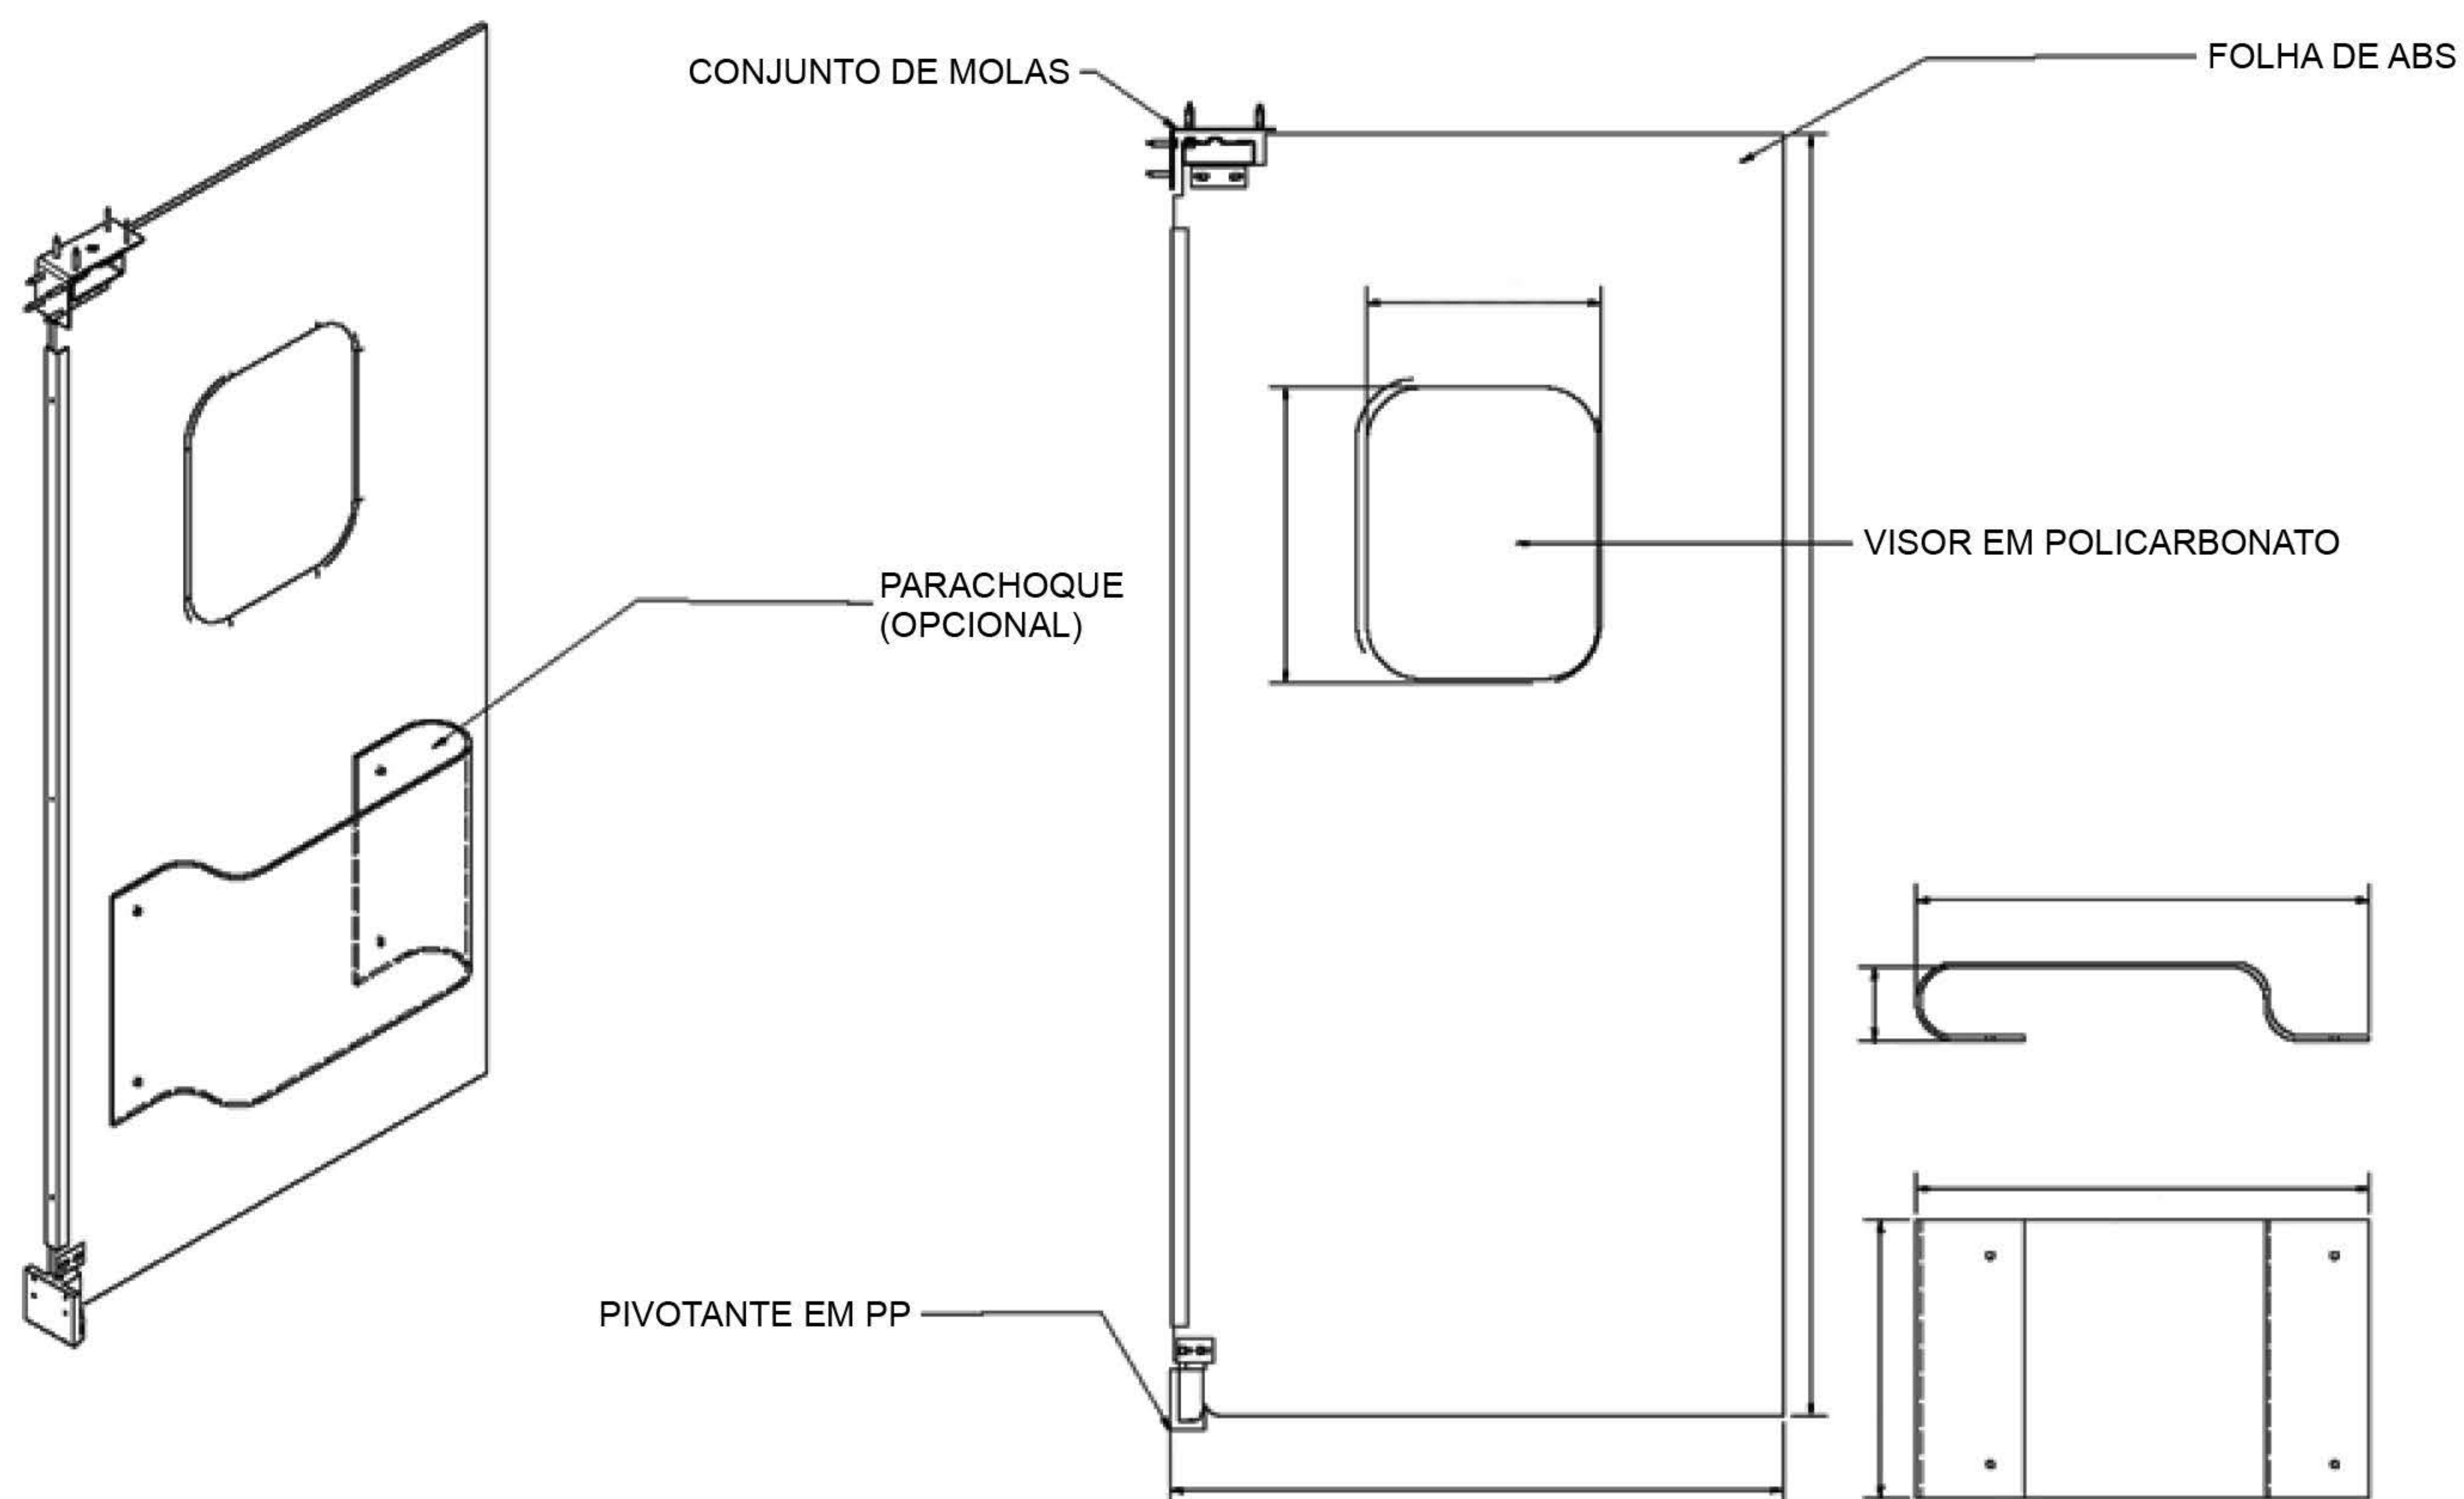 CONJUNTO DE MOLAS
FOLHA DE ABS
VISOR EM POLICARBONATO
PARACHOQUE
(OPCIONAL)
PIVOTANTE EM PP